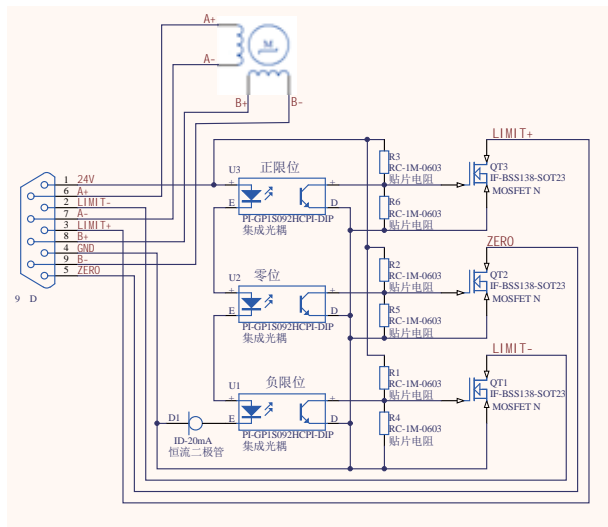 A+
A-
M
B+
B-
1 24V
6 A+
2 LIMIT-
7 A-
3 LIMIT+
8 B+
4 GND
9 B-
5 ZERO
9 D
U3
正限位
+ +
E D
PI-GP1S092HCPI-DIP
集成光耦
R3
RC-1M-0603
贴片电阻
R6
RC-1M-0603
贴片电阻
LIMIT+
QT3
IF-BSS138-SOT23
MOSFET N
U2
零位
+ +
E D
PI-GP1S092HCPI-DIP
集成光耦
R2
RC-1M-0603
贴片电阻
R5
RC-1M-0603
贴片电阻
ZERO
QT2
IF-BSS138-SOT23
MOSFET N
U1
负限位
+ +
E D
PI-GP1S092HCPI-DIP
集成光耦
R1
RC-1M-0603
贴片电阻
R4
RC-1M-0603
贴片电阻
LIMIT-
QT1
IF-BSS138-SOT23
MOSFET N
D1
ID-20mA
恒流二极管